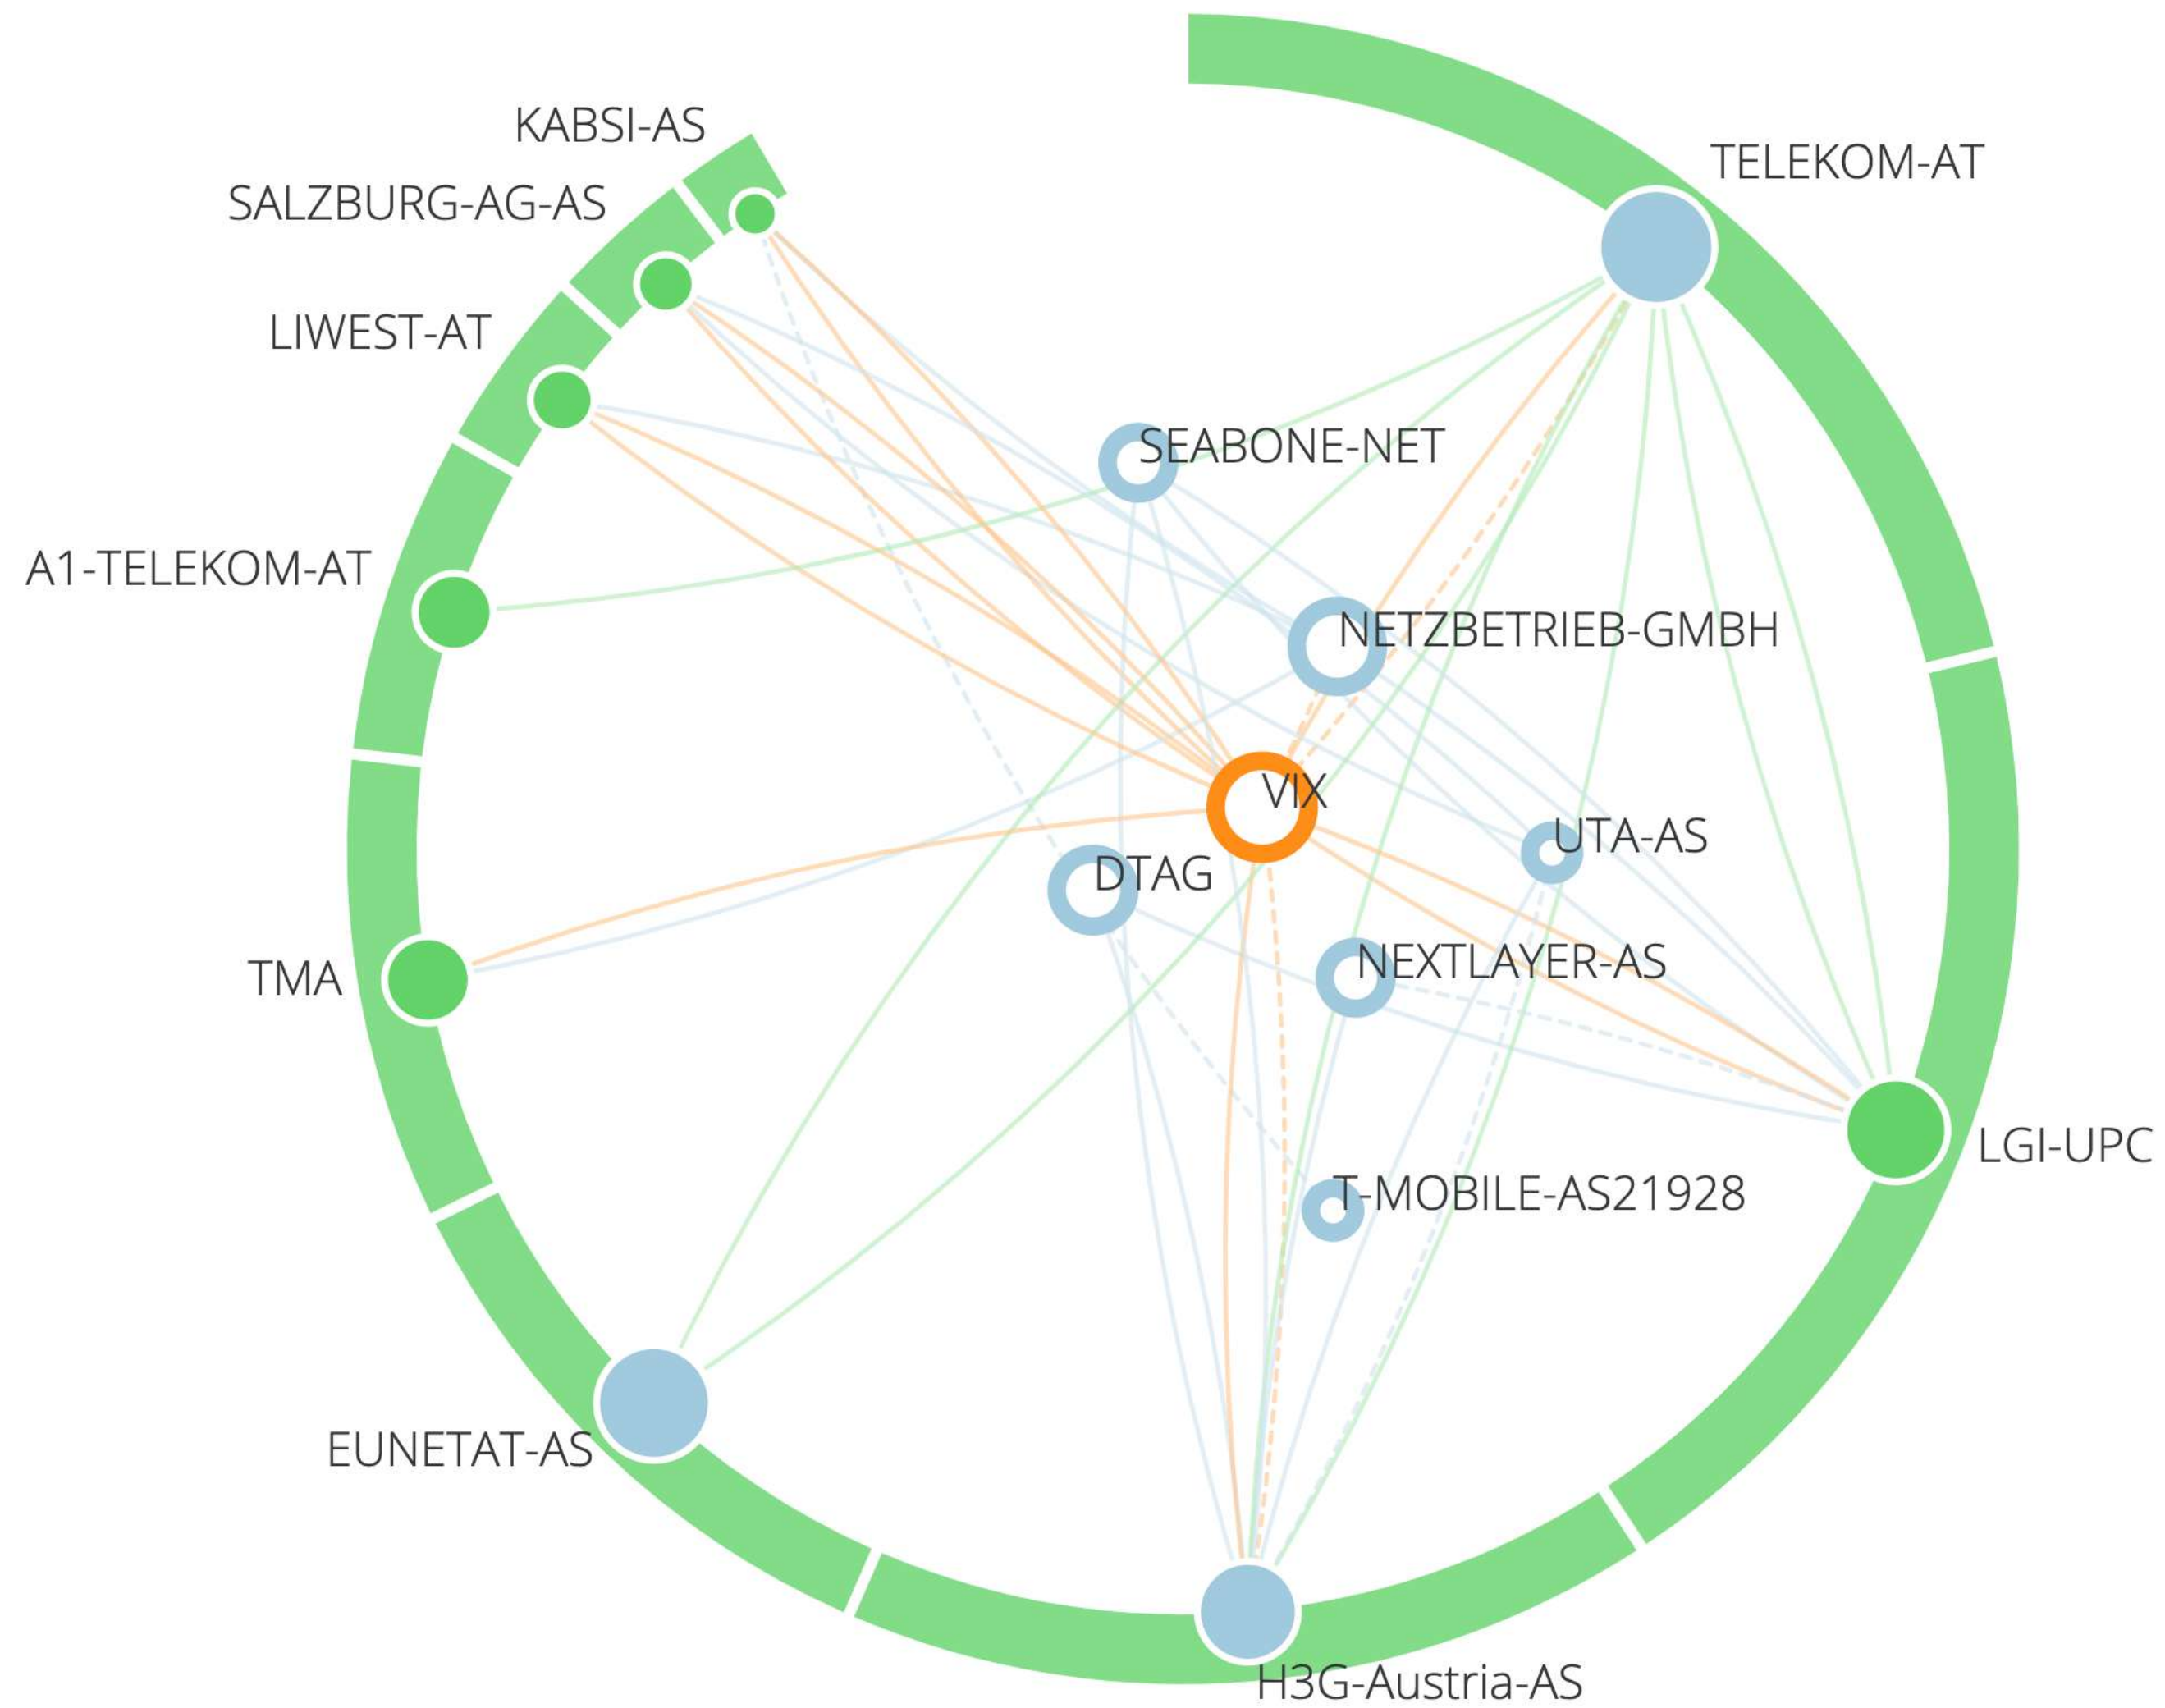 KABSI-AS
TELEKOM-AT
SALZBURG-AG-AS
LIWEST-AT
SEABONE-NET
A1-TELEKOM-AT
NETZBETRIEB-GMBH
VIX
UTA-AS
DTAG
NEXTLAYER-AS
TMA
LGI-UPC
T-MOBILE-AS21928
EUNETAT-AS
H3G-Austria-AS